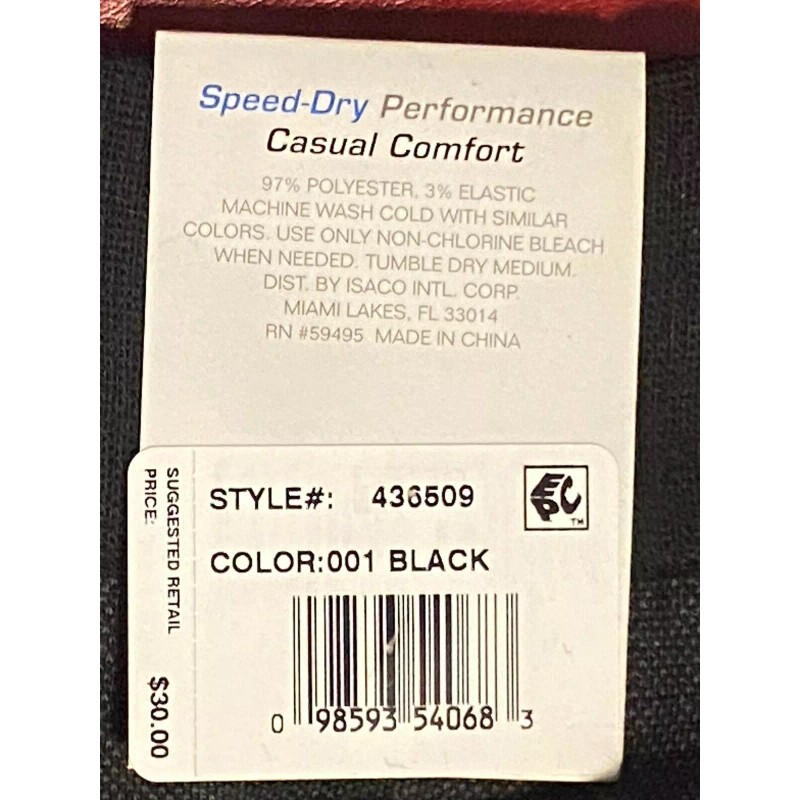 Speed-Dry Performance
Casual Comfort
97% POLYESTER, 3% ELASTIC
MACHINE WASH COLD WITH SIMILAR
COLORS. USE ONLY NON-CHLORINE BLEACH
WHEN NEEDED. TUMBLE DRY MEDIUM.
DIST. BY ISACO INTL. CORP.
MIAMI LAKES, FL 33014
RN #59495 MADE IN CHINA
SUGGESTED RETAIL
PRICE:
$30.00
STYLE#: 436509
EPC
TM
COLOR:001 BLACK
0 98593 54068 3